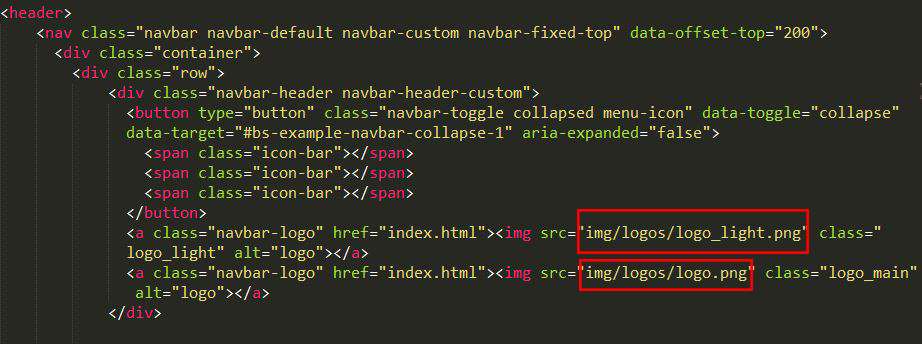 <header>
<nav class="navbar navbar-default navbar-custom navbar-fixed-top" data-offset-top="200">
<div class="container">
<div class="row">
<div class="navbar-header navbar-header-custom">
<button type="button" class="navbar-toggle collapsed menu-icon" data-toggle="collapse"
data-target="#bs-example-navbar-collapse-1" aria-expanded="false">
<span class="icon-bar"></span>
<span class="icon-bar"></span>
<span class="icon-bar"></span>
</button>
<a class="navbar-logo" href="index.html"><img src="img/logos/logo_light.png" class="
logo_light" alt="logo"></a>
<a class="navbar-logo" href="index.html"><img src="img/logos/logo.png" class="logo_main"
alt="logo"></a>
</div>